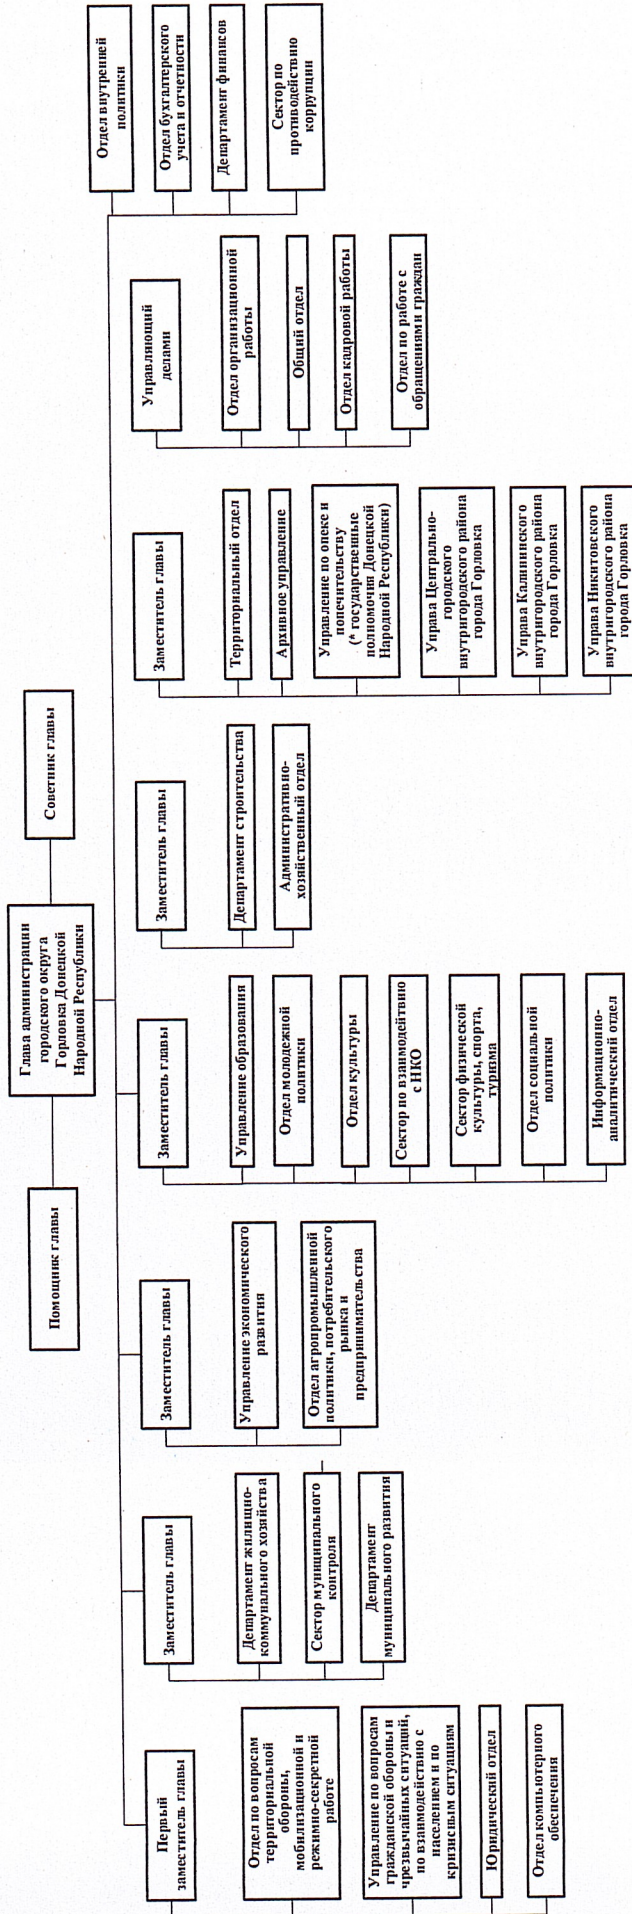 Глава администрации
городского округа
Горловка Донецкой
Народной Республики
Помощник главы
Советник главы
Первый
заместитель главы
Отдел по вопросам
территориальной
обороны,
мобилизационной и
режимно-секретной
работе
Управление по вопросам
гражданской обороны и
чрезвычайных ситуаций,
по взаимодействию с
населением и по
кризисным ситуациям
Юридический отдел
Отдел компьютерного
обеспечения
Заместитель главы
Департамент жилищно-
коммунального хозяйства
Сектор муниципального
контроля
Департамент
муниципального развития
Заместитель главы
Управление экономического
развития
Отдел агропромышленной
политики, потребительского
рынка и
предпринимательства
Заместитель главы
Управление образования
Отдел молодежной
политики
Отдел культуры
Сектор по взаимодействию
с НКО
Сектор физической
культуры, спорта,
туризма
Отдел социальной
политики
Информационно-
аналитический отдел
Заместитель главы
Департамент строительства
Административно-
хозяйственный отдел
Заместитель главы
Территориальный отдел
Архивное управление
Управление по опеке и
попечительству
(* государственные
полномочия Донецкой
Народной Республики)
Управа Центрально-
городского
внутригородского района
города Горловка
Управа Калининского
внутригородского района
города Горловка
Управа Никитовского
внутригородского района
города Горловка
Управляющий
делами
Отдел организационной
работы
Общий отдел
Отдел кадровой работы
Отдел по работе с
обращениями граждан
Отдел внутренней
политики
Отдел бухгалтерского
учета и отчетности
Департамент финансов
Сектор по
противодействию
коррупции